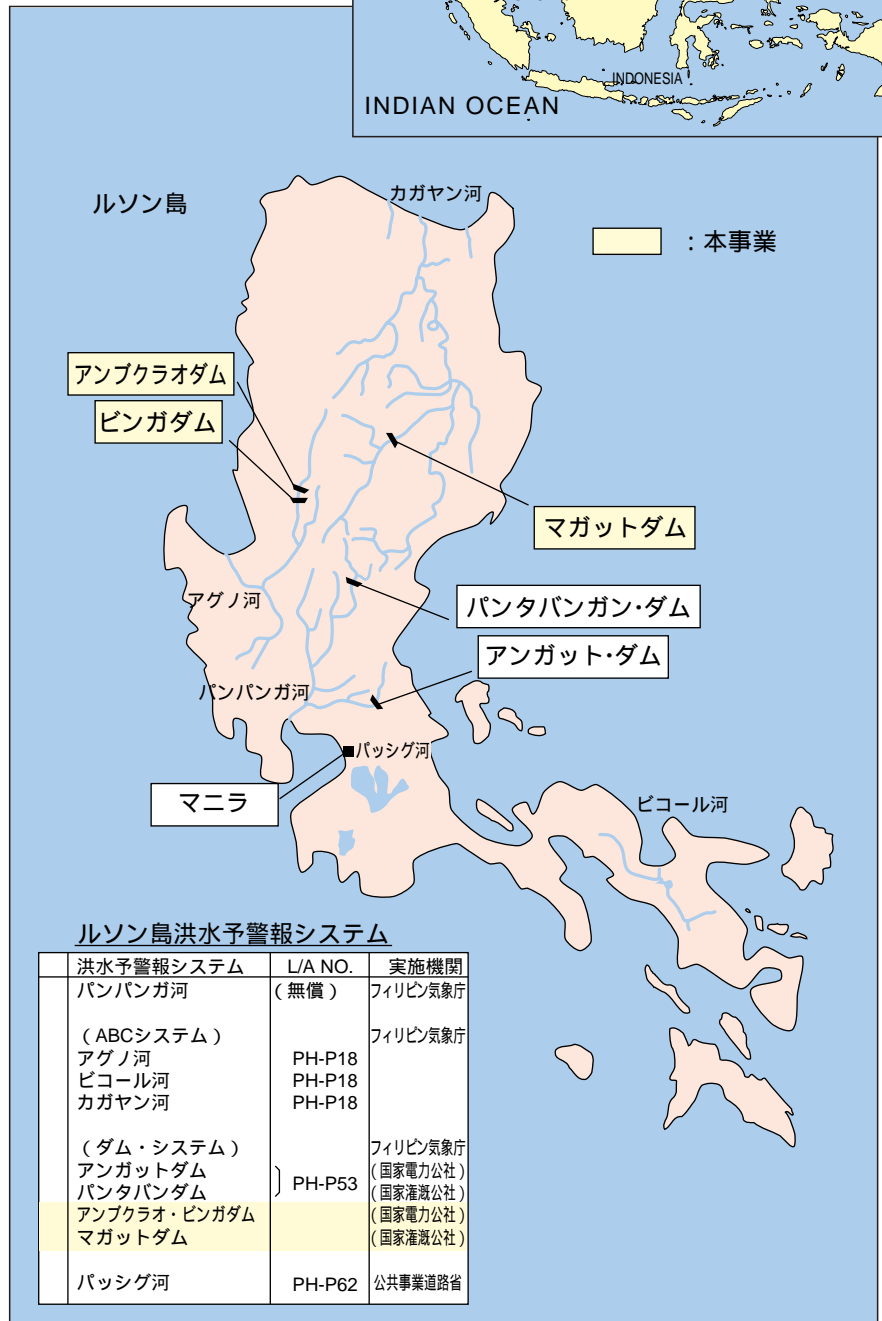 INDONESIA
INDIAN OCEAN
カガヤン河
ルソン島
：本事業
アンブクラオダム
ビンガダム
マガットダム
パンタバンガン・ダム
アグノ河
アンガット・ダム
パンパンガ河
パッシグ河
マニラ
ビコール河
ルソン島洪水予警報システム
洪水予警報システム L/A NO. 実施機関
パンパンガ河 （無償） フィリピン気象庁
（ABCシステム） フィリピン気象庁
アグノ河 PH-P18
ビコール河 PH-P18
カガヤン河 PH-P18
（ダム・システム） フィリピン気象庁
アンガットダム （国家電力公社）
PH-P53
パンタバンダム （国家潅漑公社）
アンブクラオ・ビンガダム （国家電力公社）
マガットダム （国家潅漑公社）
パッシグ河 PH-P62 公共事業道路省